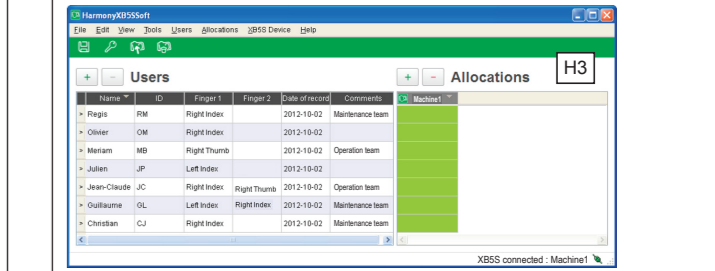 HarmonyXB5SSoft
File Edit View Tools Users Allocations XB5S Device Help
+ - Users + - Allocations H3
Name ID Finger 1 Finger 2 Date of record Comments Machine1
Regis RM Right Index 2012-10-02 Maintenance team
Olivier OM Right Index 2012-10-02
Meriam MB Right Thumb 2012-10-02 Operation team
Julien JP Left Index 2012-10-02
Jean-Claude JC Right Index Right Thumb 2012-10-02 Operation team
Guillaume GL Left Index Right Index 2012-10-02 Maintenance team
Christian CJ Right Index 2012-10-02 Maintenance team
XB5S connected : Machine1